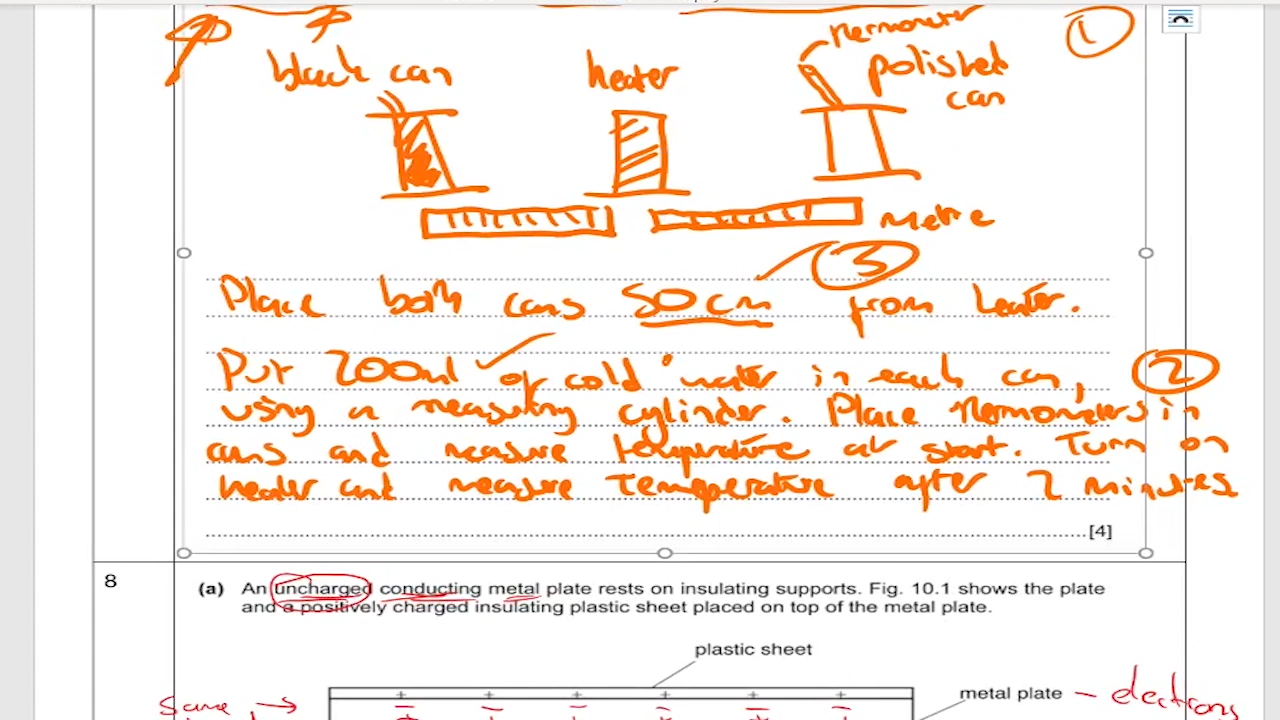 thermometer
1
black can
heater
polished
can
metre
3
Place both cans 50cm from heater.
Put 200ml of cold water in each can,
2
using a measuring cylinder. Place thermometers in
cans and measure temperature at start. Turn on
heater and measure temeperature after 2 minutes
[4]
8
(a) An uncharged conducting metal plate rests on insulating supports. Fig. 10.1 shows the plate
and a positively charged insulating plastic sheet placed on top of the metal plate.
plastic sheet
+ + + + + +
metal plate - electrons
same